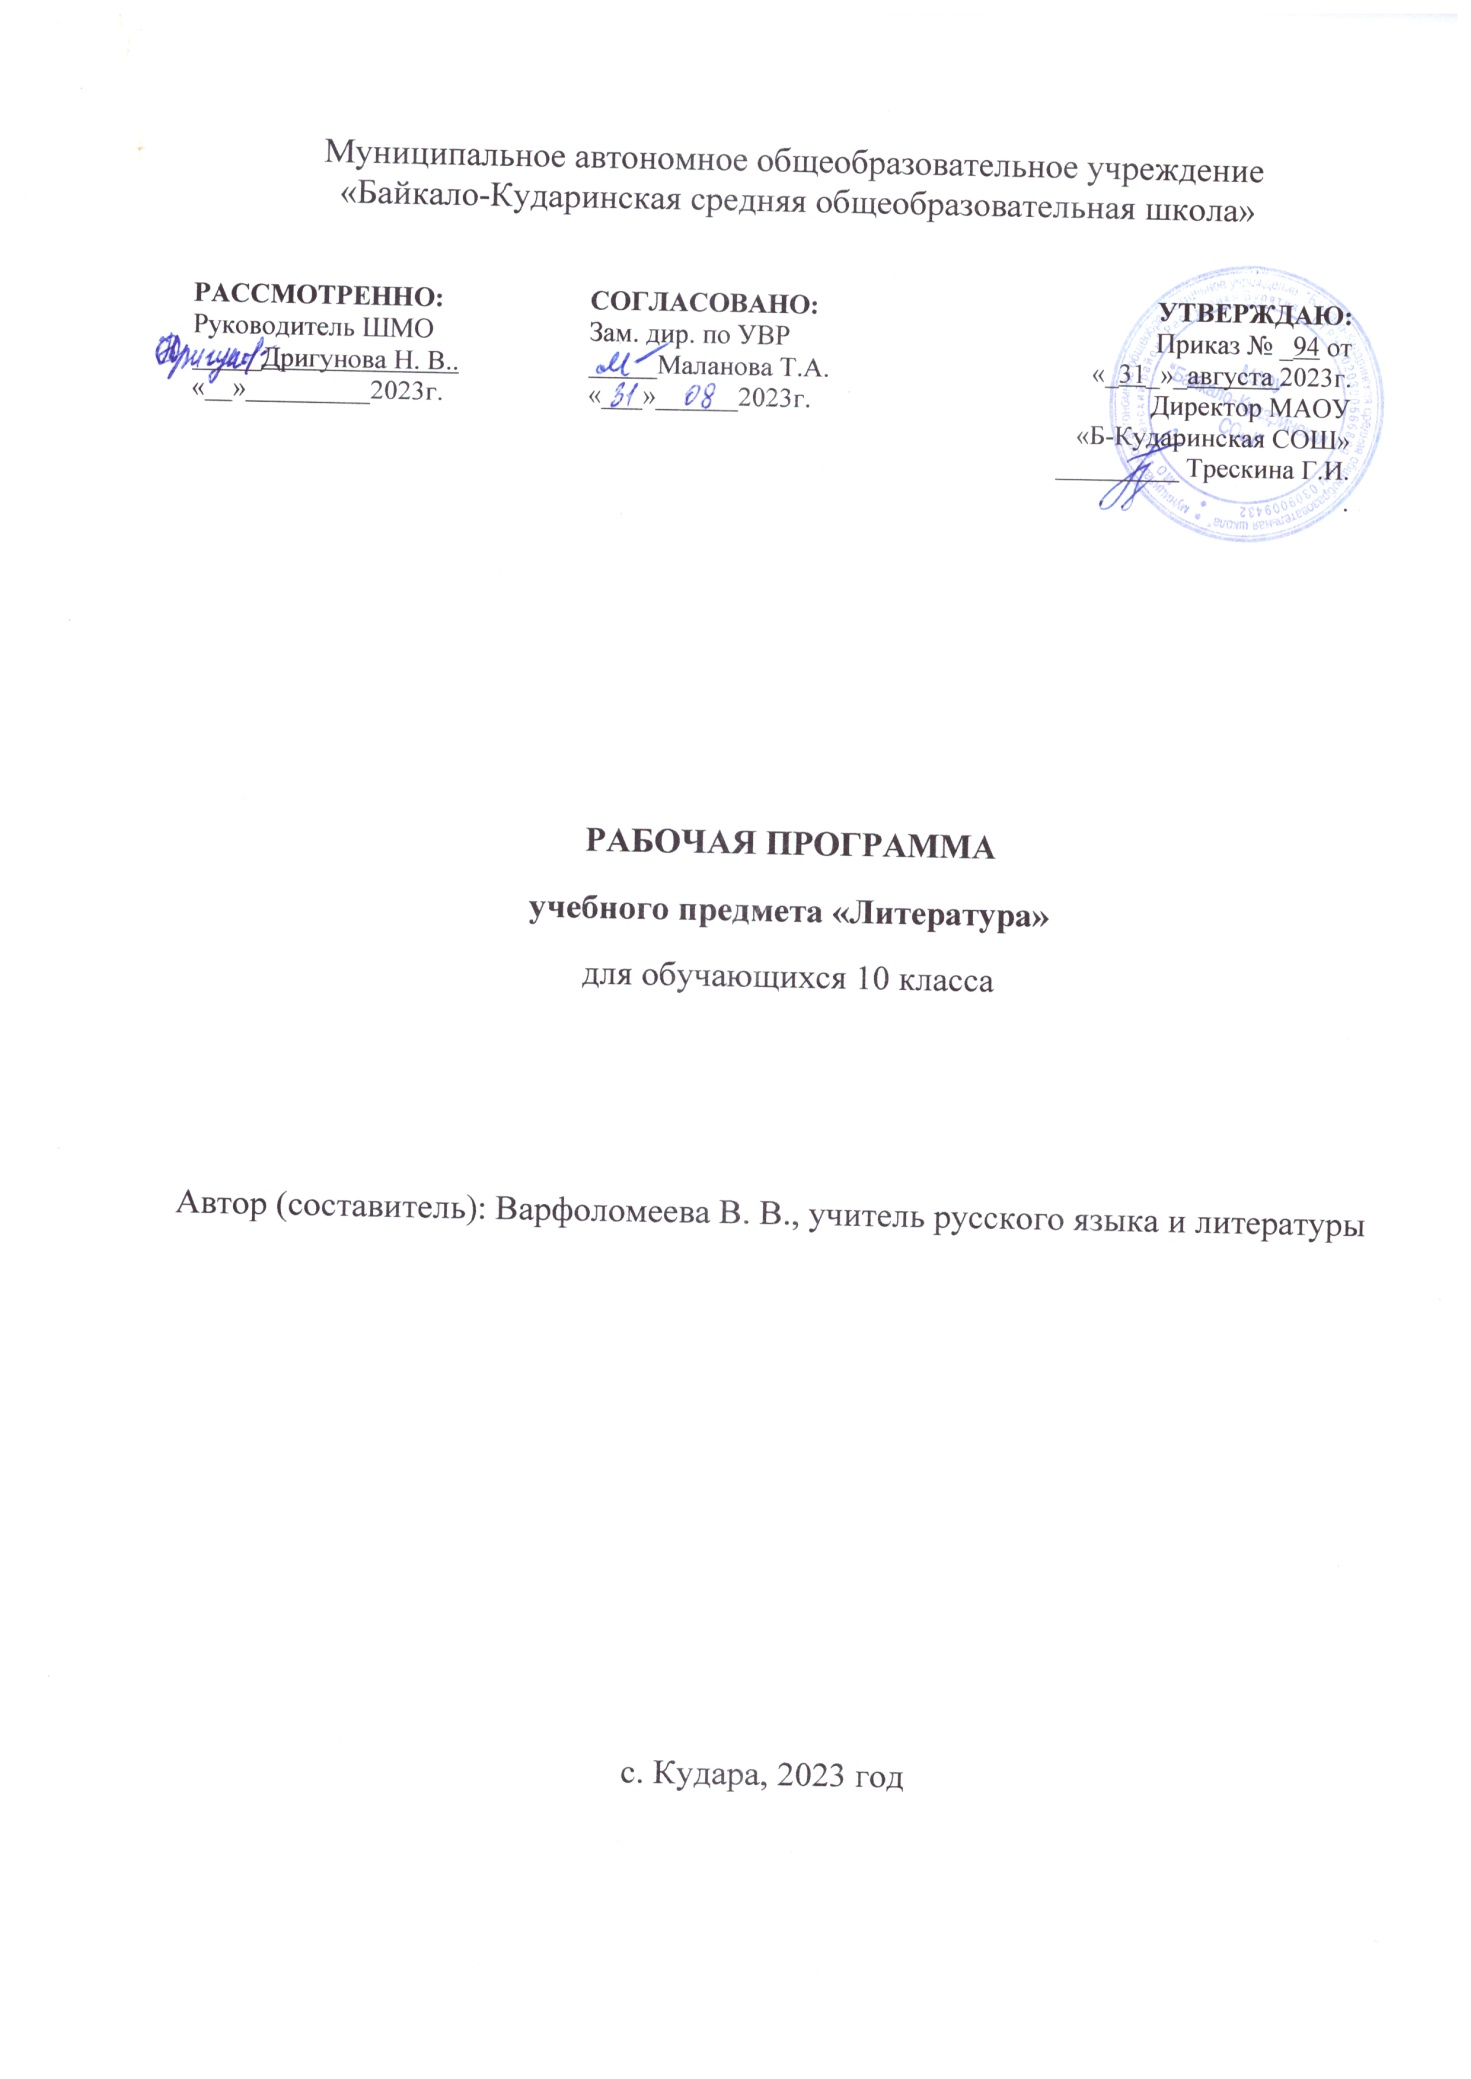 Муниципальное автономное общеобразовательное учреждение
«Байкало-Кударинская средняя общеобразовательная школа»
РАССМОТРЕННО:
Руководитель ШМО
Дригунова Н. В..
«__»_________2023г.
СОГЛАСОВАНО:
Зам. дир. по УВР
_____Маланова Т.А.
«31»__08__2023г.
УТВЕРЖДАЮ:
Приказ № _94 от
«_31_»_августа 2023г.
Директор МАОУ
«Б-Кударинская СОШ»
_________ Трескина Г.И.
.
РАБОЧАЯ ПРОГРАММА
учебного предмета «Литература»
для обучающихся 10 класса
Автор (составитель): Варфоломеева В. В., учитель русского языка и литературы
с. Кудара, 2023 год